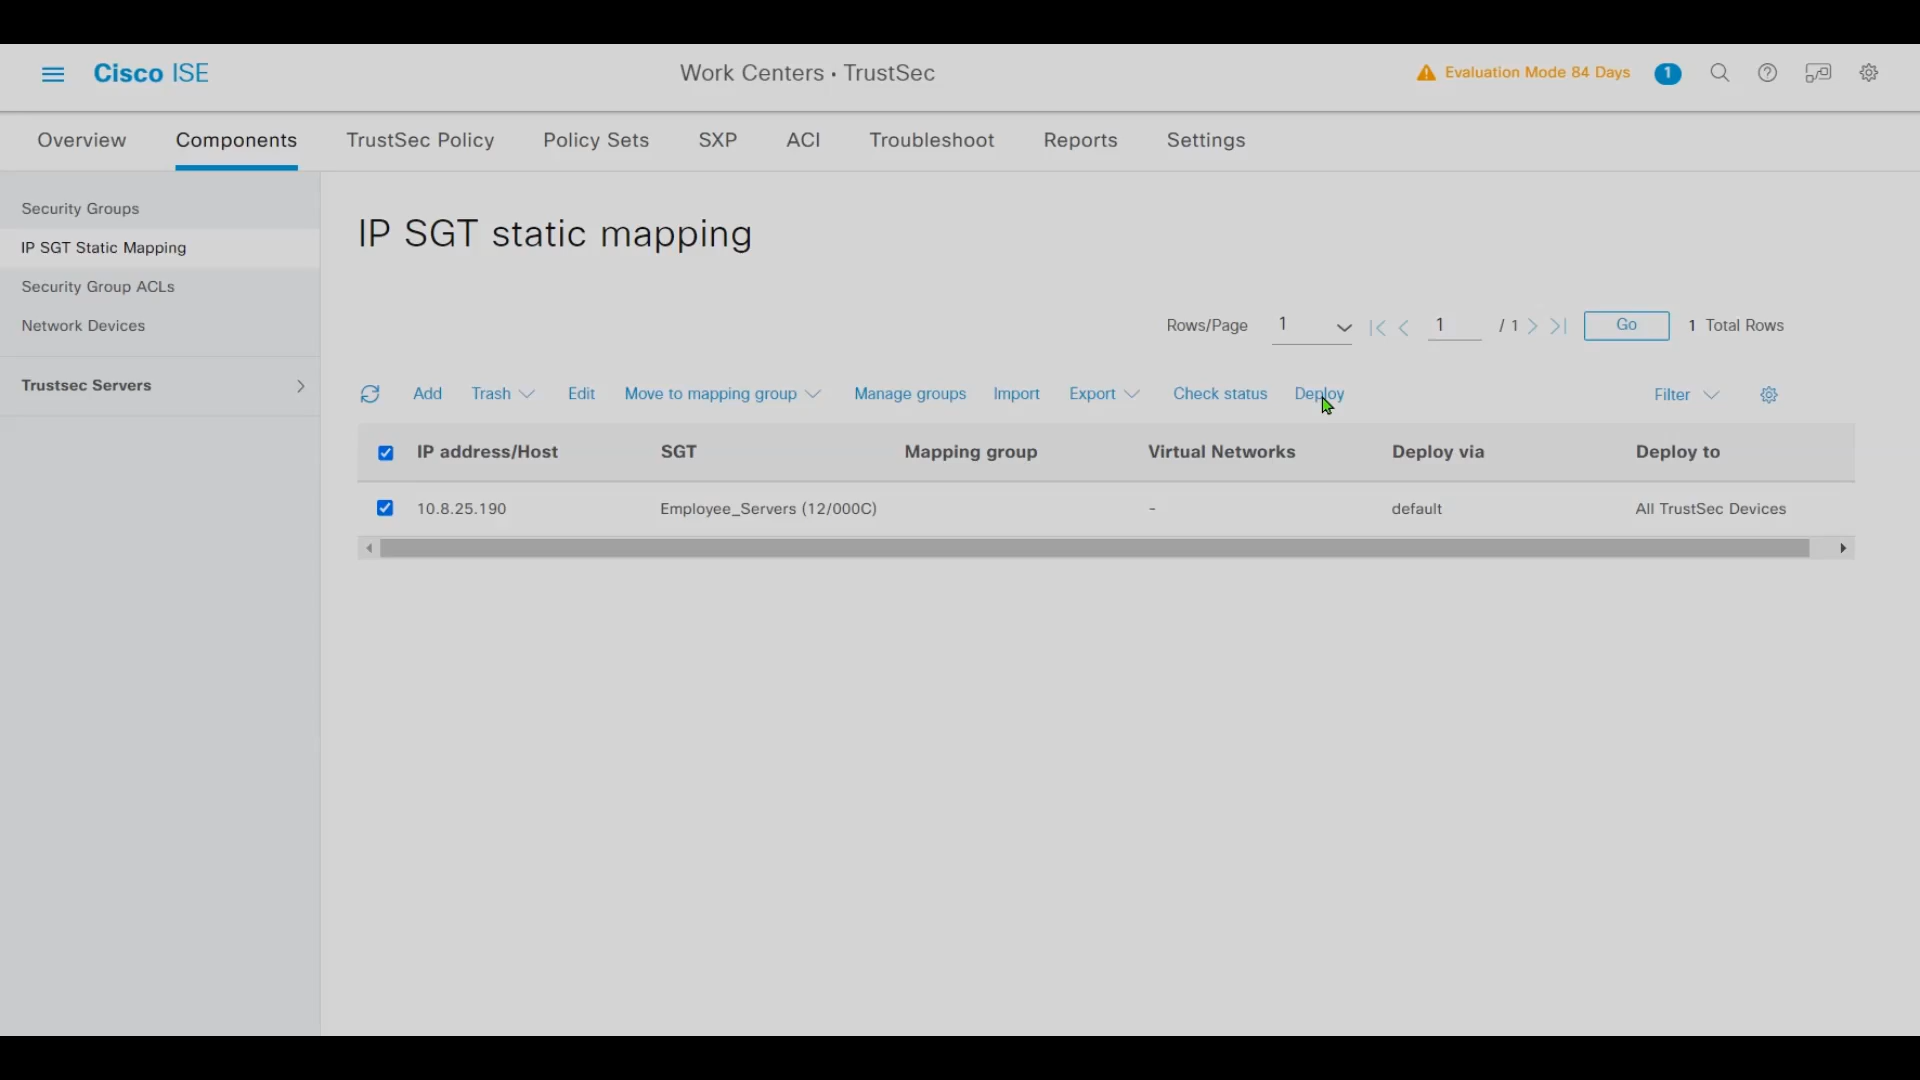 Cisco ISE
Work Centers • TrustSec
Evaluation Mode 84 Days
1
Overview
Components
TrustSec Policy
Policy Sets
SXP
ACI
Troubleshoot
Reports
Settings
Security Groups
IP SGT Static Mapping
Security Group ACLs
Network Devices
Trustsec Servers
IP SGT static mapping
Rows/Page 1 1 / 1 Go 1 Total Rows
Add Trash Edit Move to mapping group Manage groups Import Export Check status Deploy Filter
IP address/Host SGT Mapping group Virtual Networks Deploy via Deploy to
10.8.25.190 Employee_Servers (12/000C) - default All TrustSec Devices